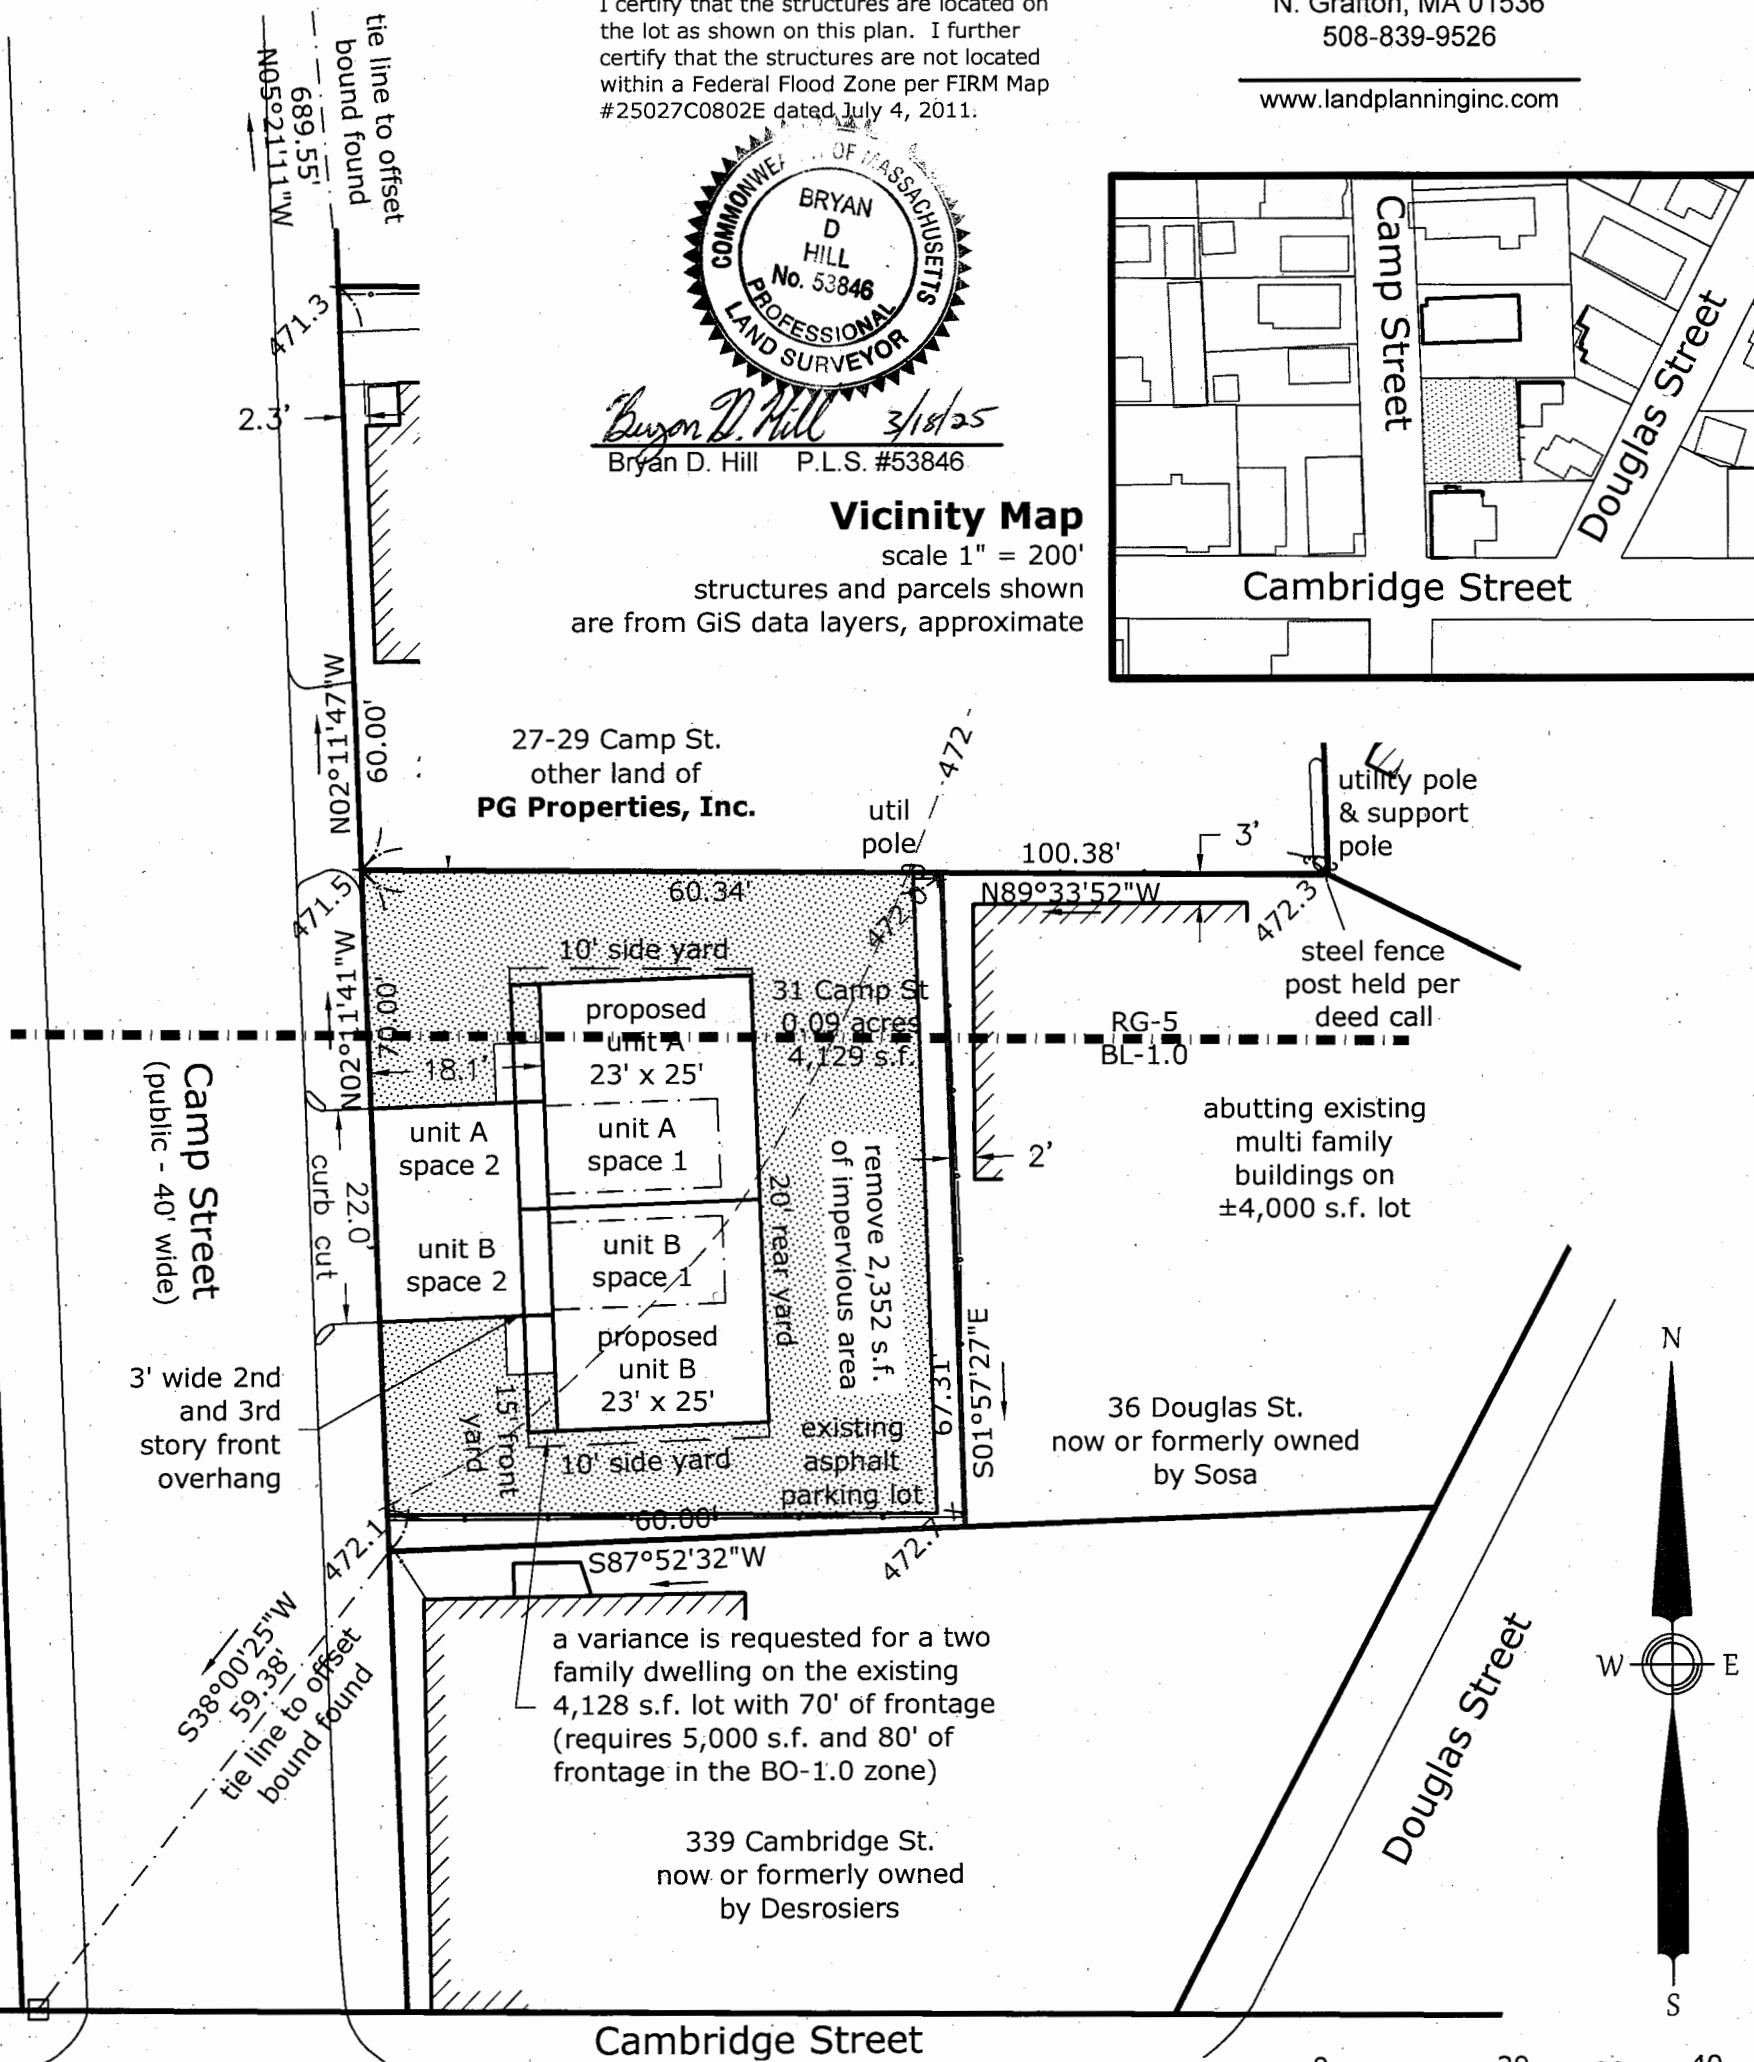 I certify that the structures are located on
the lot as shown on this plan. I further
certify that the structures are not located
within a Federal Flood Zone per FIRM Map
#25027C0802E dated July 4, 2011.
N. Grafton, MA 01536
508-839-9526
www.landplanninginc.com
tie line to offset
bound found
689.55'
N05°21'11"W
COMMONWE OF MASSACHUSETTS
BRYAN
D
HILL
No. 53846
PROFESSIONAL
LAND SURVEYOR
Bryan D. Hill 3/18/25
Bryan D. Hill P.L.S. #53846
Vicinity Map
scale 1" = 200'
structures and parcels shown
are from GiS data layers, approximate
Camp Street
Douglas Street
Cambridge Street
471.3
2.3'
N02°11'47"W
60.00'
27-29 Camp St.
other land of
PG Properties, Inc.
472
util
pole
utility pole
& support
pole
100.38'
3'
60.34'
N89°33'52"W
471.5
472.3
steel fence
post held per
deed call
10' side yard
31 Camp St
0.09 acres
4,129 s.f.
proposed
unit A
23' x 25'
N02°11'41"W
70.00'
18.1'
RG-5
BL-1.0
Camp Street
(public - 40' wide)
unit A
space 2
unit A
space 1
abutting existing
multi family
buildings on
±4,000 s.f. lot
2'
curb cut
22.0'
unit B
space 2
unit B
space 1
20' rear yard
remove 2,352 s.f.
of impervious area
67.31'
S01°57'27"E
proposed
unit B
23' x 25'
3' wide 2nd
and 3rd
story front
overhang
15' front
yard
10' side yard
existing
asphalt
parking lot
36 Douglas St.
now or formerly owned
by Sosa
60.00'
472.1
S87°52'32"W
S38°00'25"W
59.38'
tie line to offset
bound found
a variance is requested for a two
family dwelling on the existing
4,128 s.f. lot with 70' of frontage
(requires 5,000 s.f. and 80' of
frontage in the BO-1.0 zone)
339 Cambridge St.
now or formerly owned
by Desrosiers
Douglas Street
N
W E
S
Cambridge Street